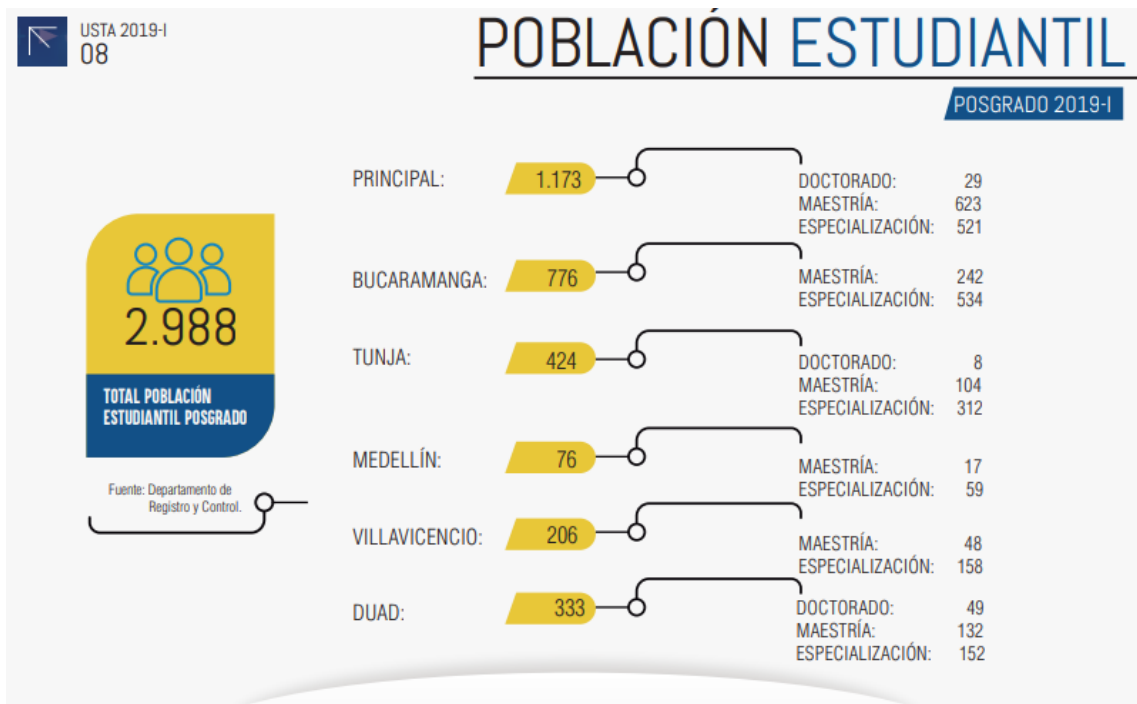 USTA 2019-I
08
POBLACIÓN ESTUDIANTIL
POSGRADO 2019-I
2.988
TOTAL POBLACIÓN
ESTUDIANTIL POSGRADO
Fuente: Departamento de
Registro y Control.
PRINCIPAL: 1.173
DOCTORADO: 29
MAESTRÍA: 623
ESPECIALIZACIÓN: 521
BUCARAMANGA: 776
MAESTRÍA: 242
ESPECIALIZACIÓN: 534
TUNJA: 424
DOCTORADO: 8
MAESTRÍA: 104
ESPECIALIZACIÓN: 312
MEDELLÍN: 76
MAESTRÍA: 17
ESPECIALIZACIÓN: 59
VILLAVICENCIO: 206
MAESTRÍA: 48
ESPECIALIZACIÓN: 158
DUAD: 333
DOCTORADO: 49
MAESTRÍA: 132
ESPECIALIZACIÓN: 152